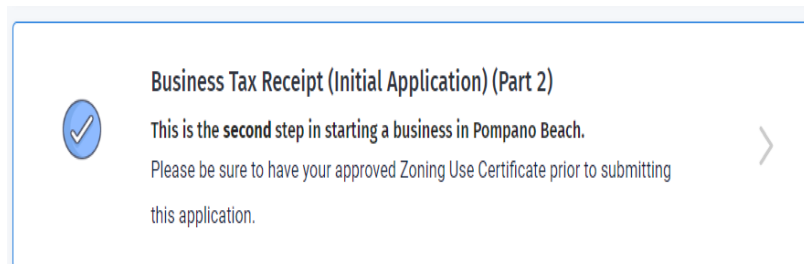 Business Tax Receipt (Initial Application) (Part 2)
This is the second step in starting a business in Pompano Beach.
Please be sure to have your approved Zoning Use Certificate prior to submitting
this application.